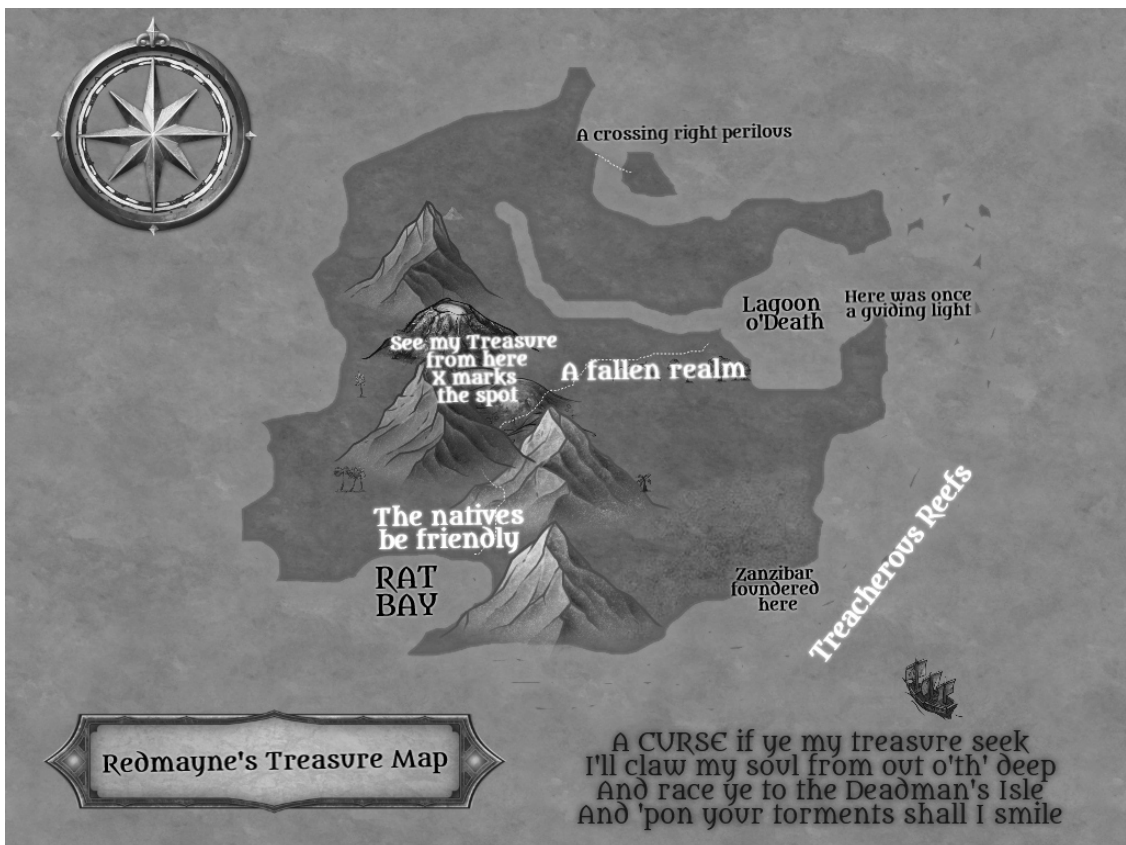 A crossing right perilous
Lagoon
o'Death
Here was once
a guiding light
See my Treasure
from here
X marks
the spot
A fallen realm
The natives
be friendly
RAT
BAY
Zanzibar
foundered
here
Treacherous Reefs
Redmayne's Treasure Map
A CURSE if ye my treasure seek
I'll claw my soul from out o'th' deep
And race ye to the Deadman's Isle
And 'pon your torments shall I smile